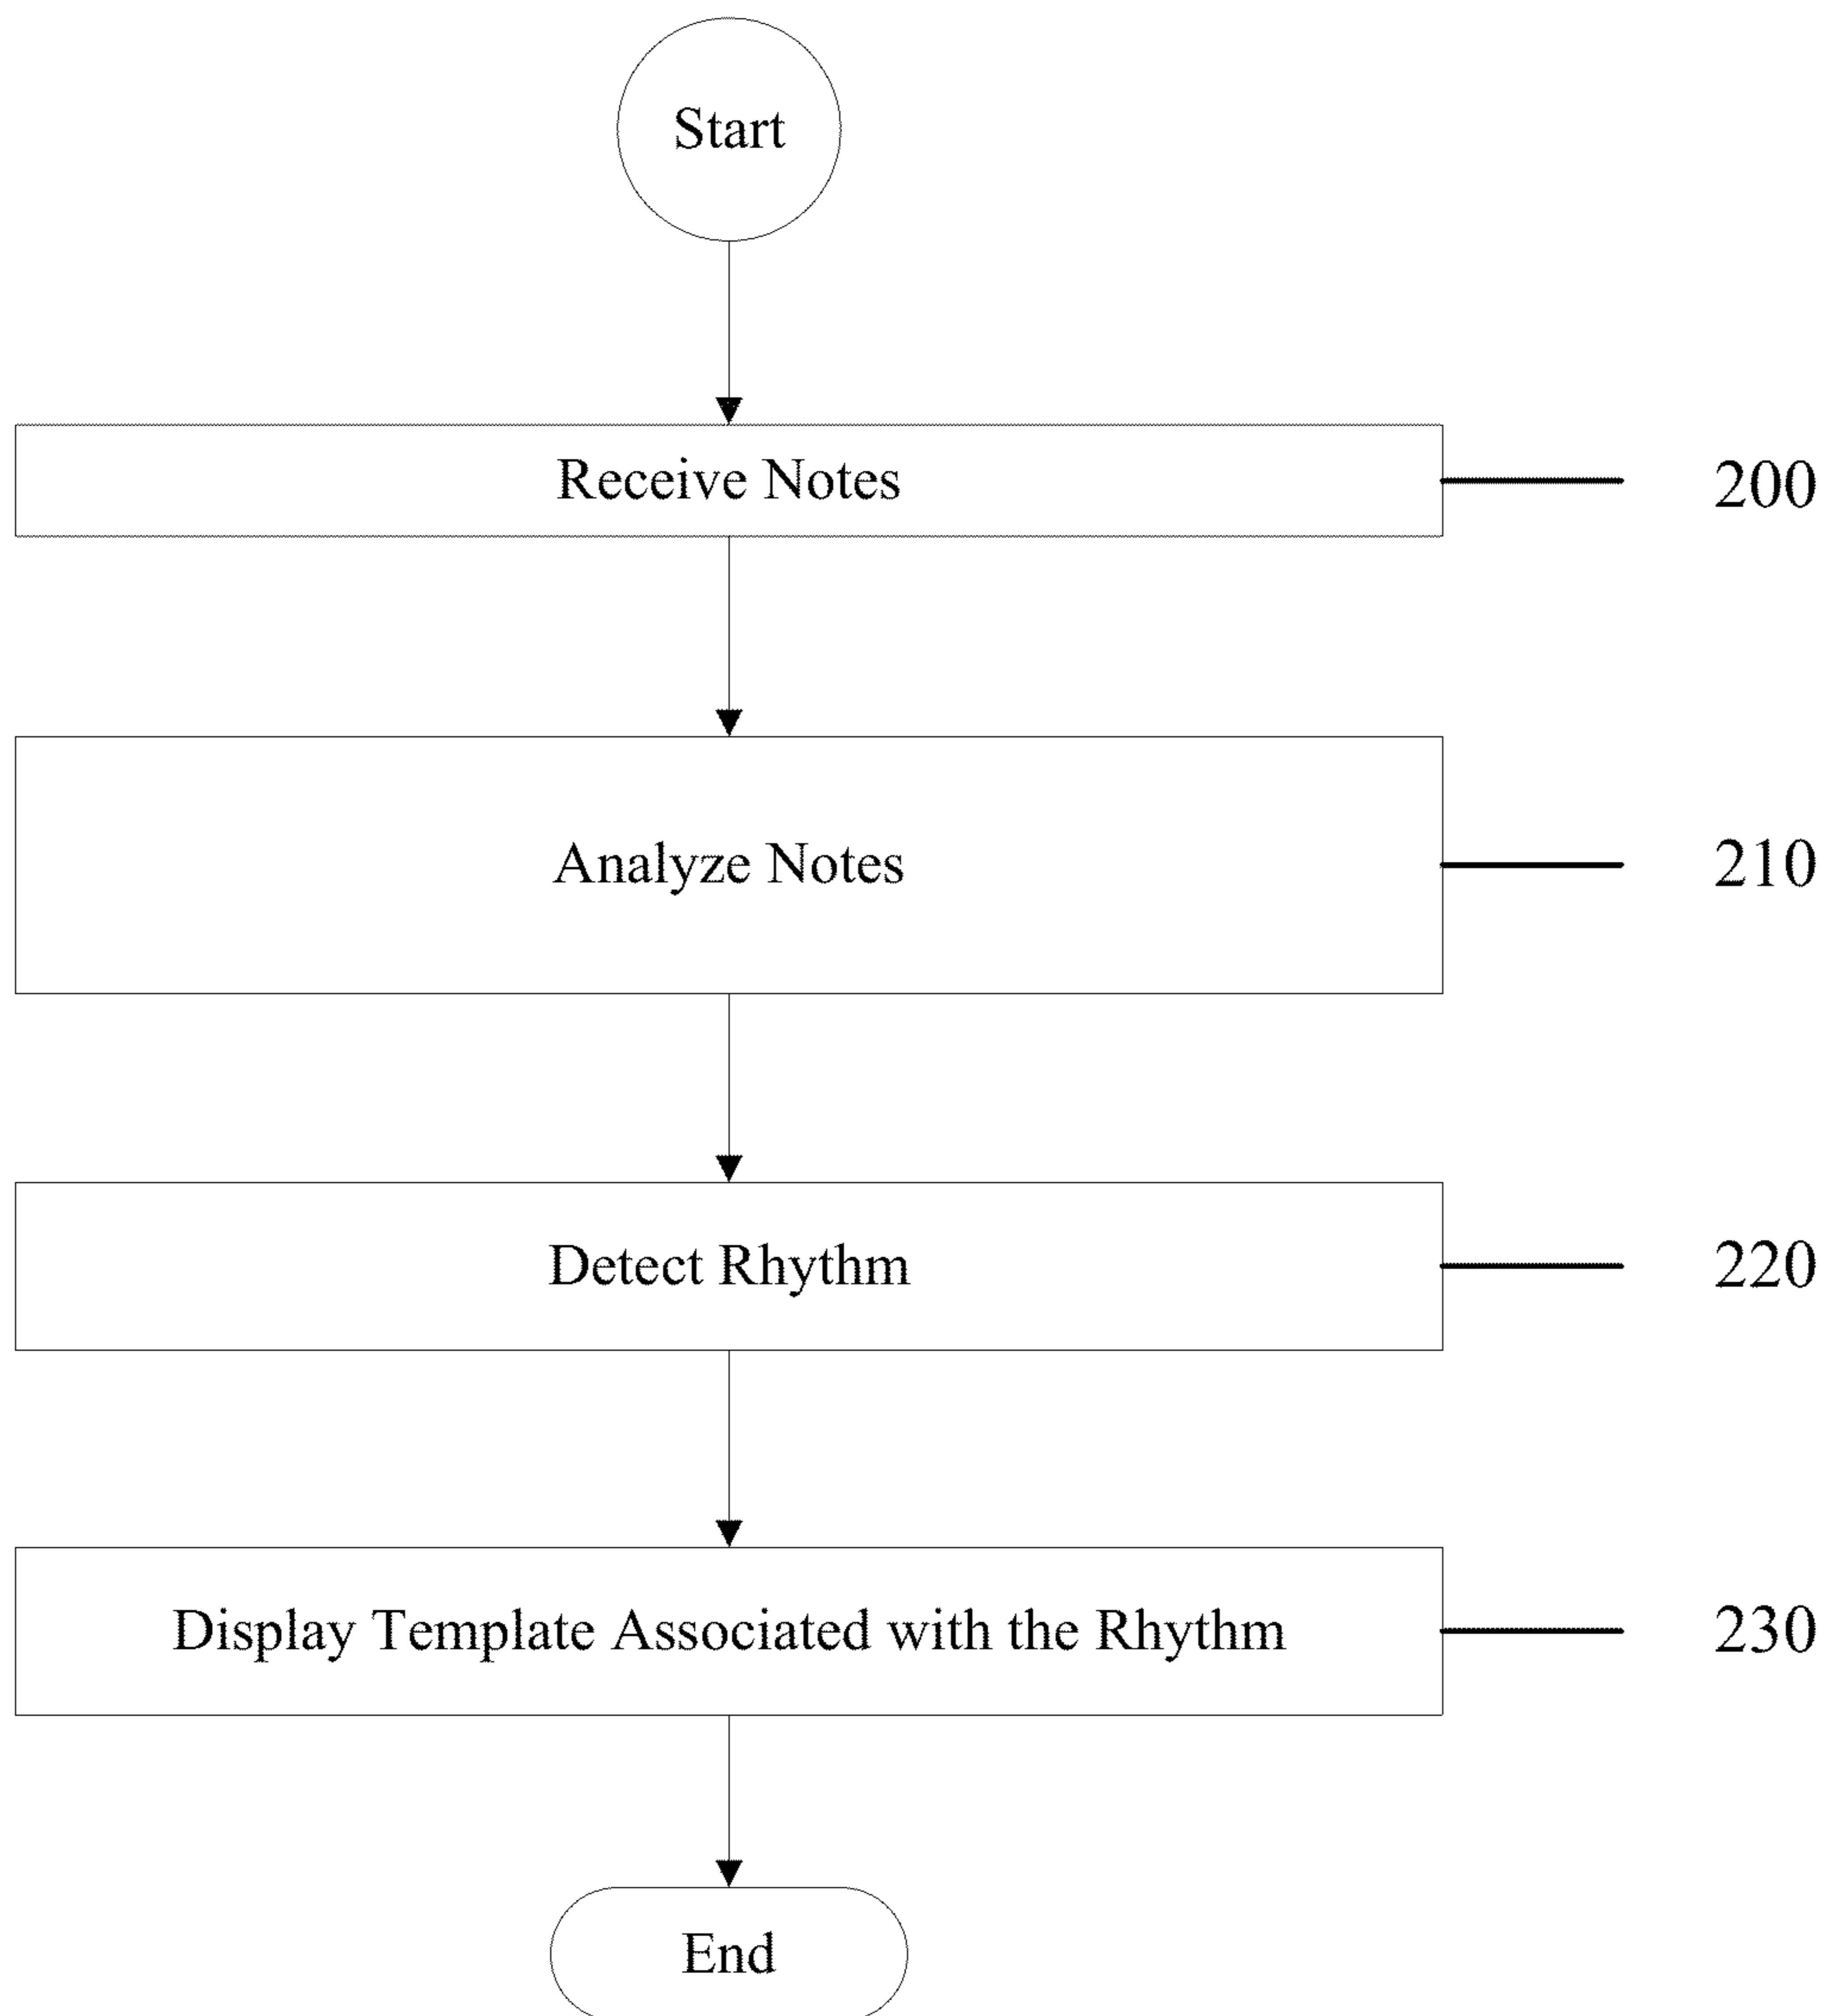 Start
Receive Notes
200
Analyze Notes
210
Detect Rhythm
220
Display Template Associated with the Rhythm
230
End